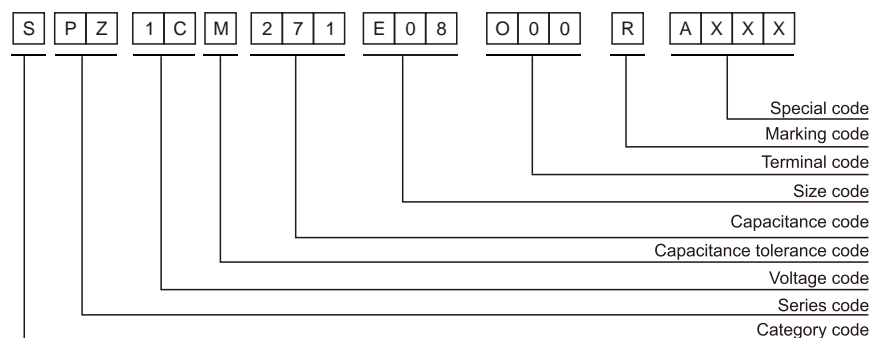 S P Z 1 C M 2 7 1 E 0 8 O 0 0 R A X X X
Special code
Marking code
Terminal code
Size code
Capacitance code
Capacitance tolerance code
Voltage code
Series code
Category code